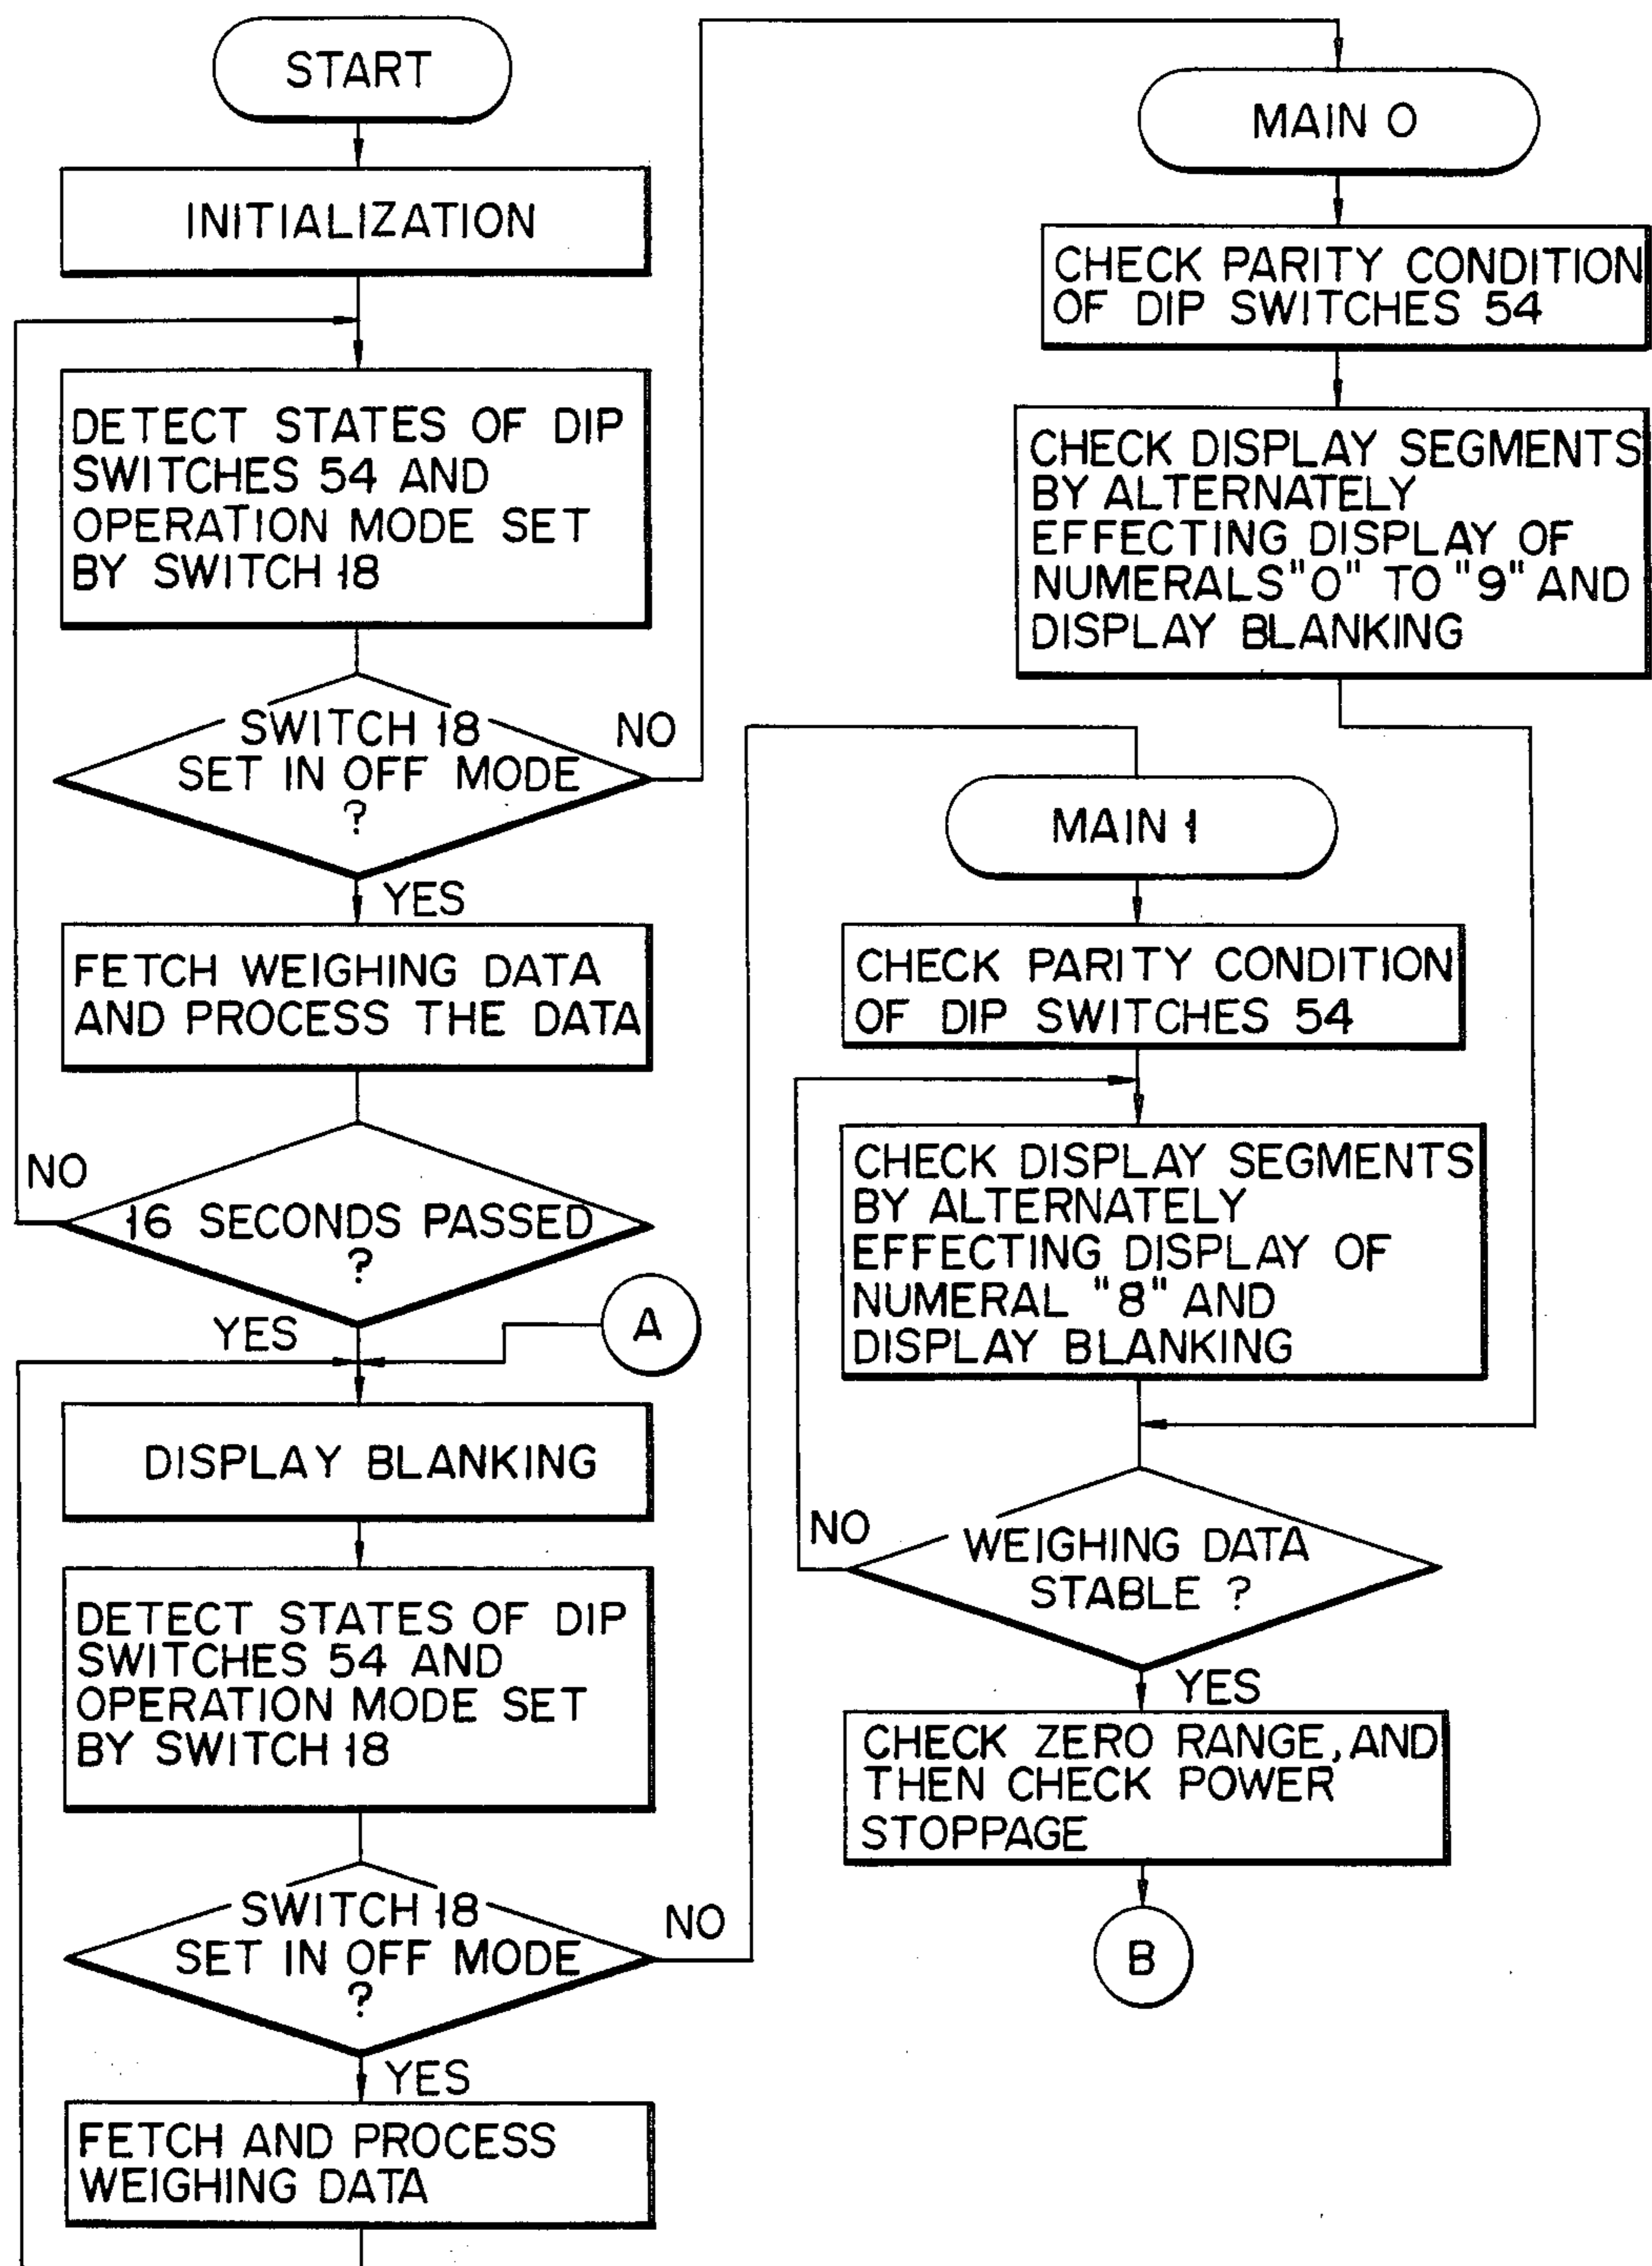 START
INITIALIZATION
DETECT STATES OF DIP
SWITCHES 54 AND
OPERATION MODE SET
BY SWITCH 18
SWITCH 18
SET IN OFF MODE
?
NO
YES
FETCH WEIGHING DATA
AND PROCESS THE DATA
NO
16 SECONDS PASSED
?
YES
A
DISPLAY BLANKING
DETECT STATES OF DIP
SWITCHES 54 AND
OPERATION MODE SET
BY SWITCH 18
SWITCH 18
SET IN OFF MODE
?
NO
YES
FETCH AND PROCESS
WEIGHING DATA
MAIN 0
CHECK PARITY CONDITION
OF DIP SWITCHES 54
CHECK DISPLAY SEGMENTS
BY ALTERNATELY
EFFECTING DISPLAY OF
NUMERALS "0" TO "9" AND
DISPLAY BLANKING
MAIN 1
CHECK PARITY CONDITION
OF DIP SWITCHES 54
CHECK DISPLAY SEGMENTS
BY ALTERNATELY
EFFECTING DISPLAY OF
NUMERAL "8" AND
DISPLAY BLANKING
NO
WEIGHING DATA
STABLE ?
YES
CHECK ZERO RANGE, AND
THEN CHECK POWER
STOPPAGE
B